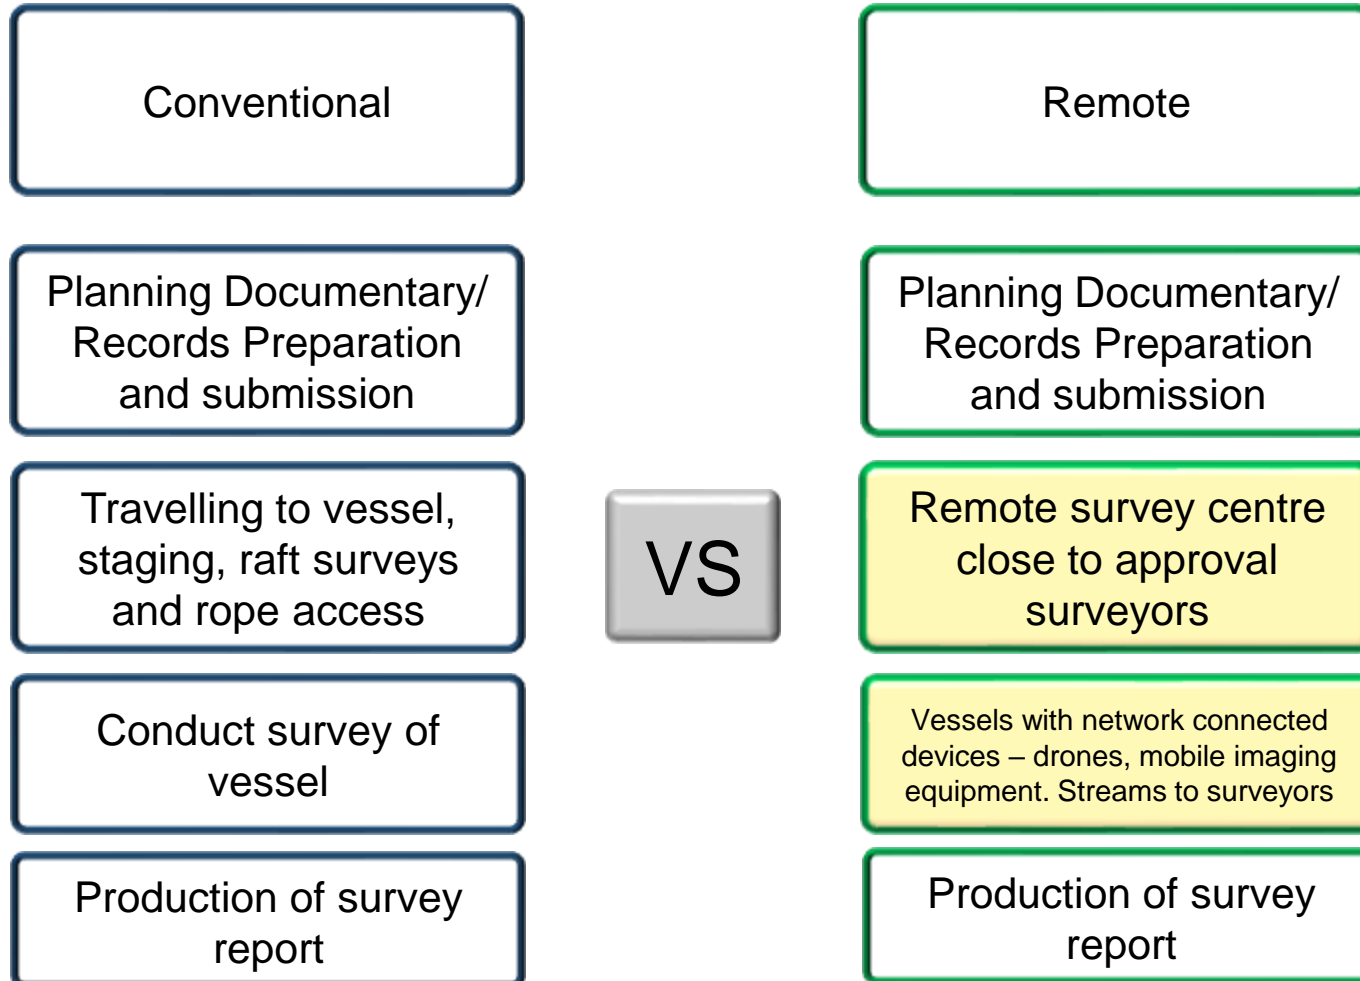 Conventional
Planning Documentary/
Records Preparation
and submission
Travelling to vessel,
staging, raft surveys
and rope access
Conduct survey of
vessel
Production of survey
report
VS
Remote
Planning Documentary/
Records Preparation
and submission
Remote survey centre
close to approval
surveyors
Vessels with network connected
devices – drones, mobile imaging
equipment. Streams to surveyors
Production of survey
report